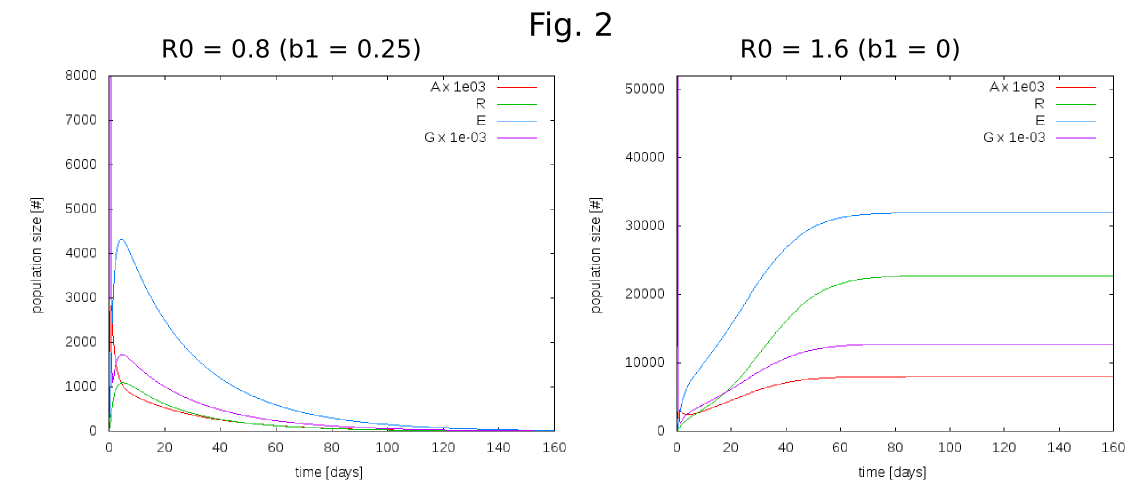 Fig. 2
R0 = 0.8 (b1 = 0.25)
8000
7000
6000
5000
4000
3000
2000
1000
0
population size [#]
A x 1e03
R
E
G x 1e-03
0 20 40 60 80 100 120 140 160
time [days]
R0 = 1.6 (b1 = 0)
50000
40000
30000
20000
10000
0
population size [#]
A x 1e03
R
E
G x 1e-03
0 20 40 60 80 100 120 140 160
time [days]